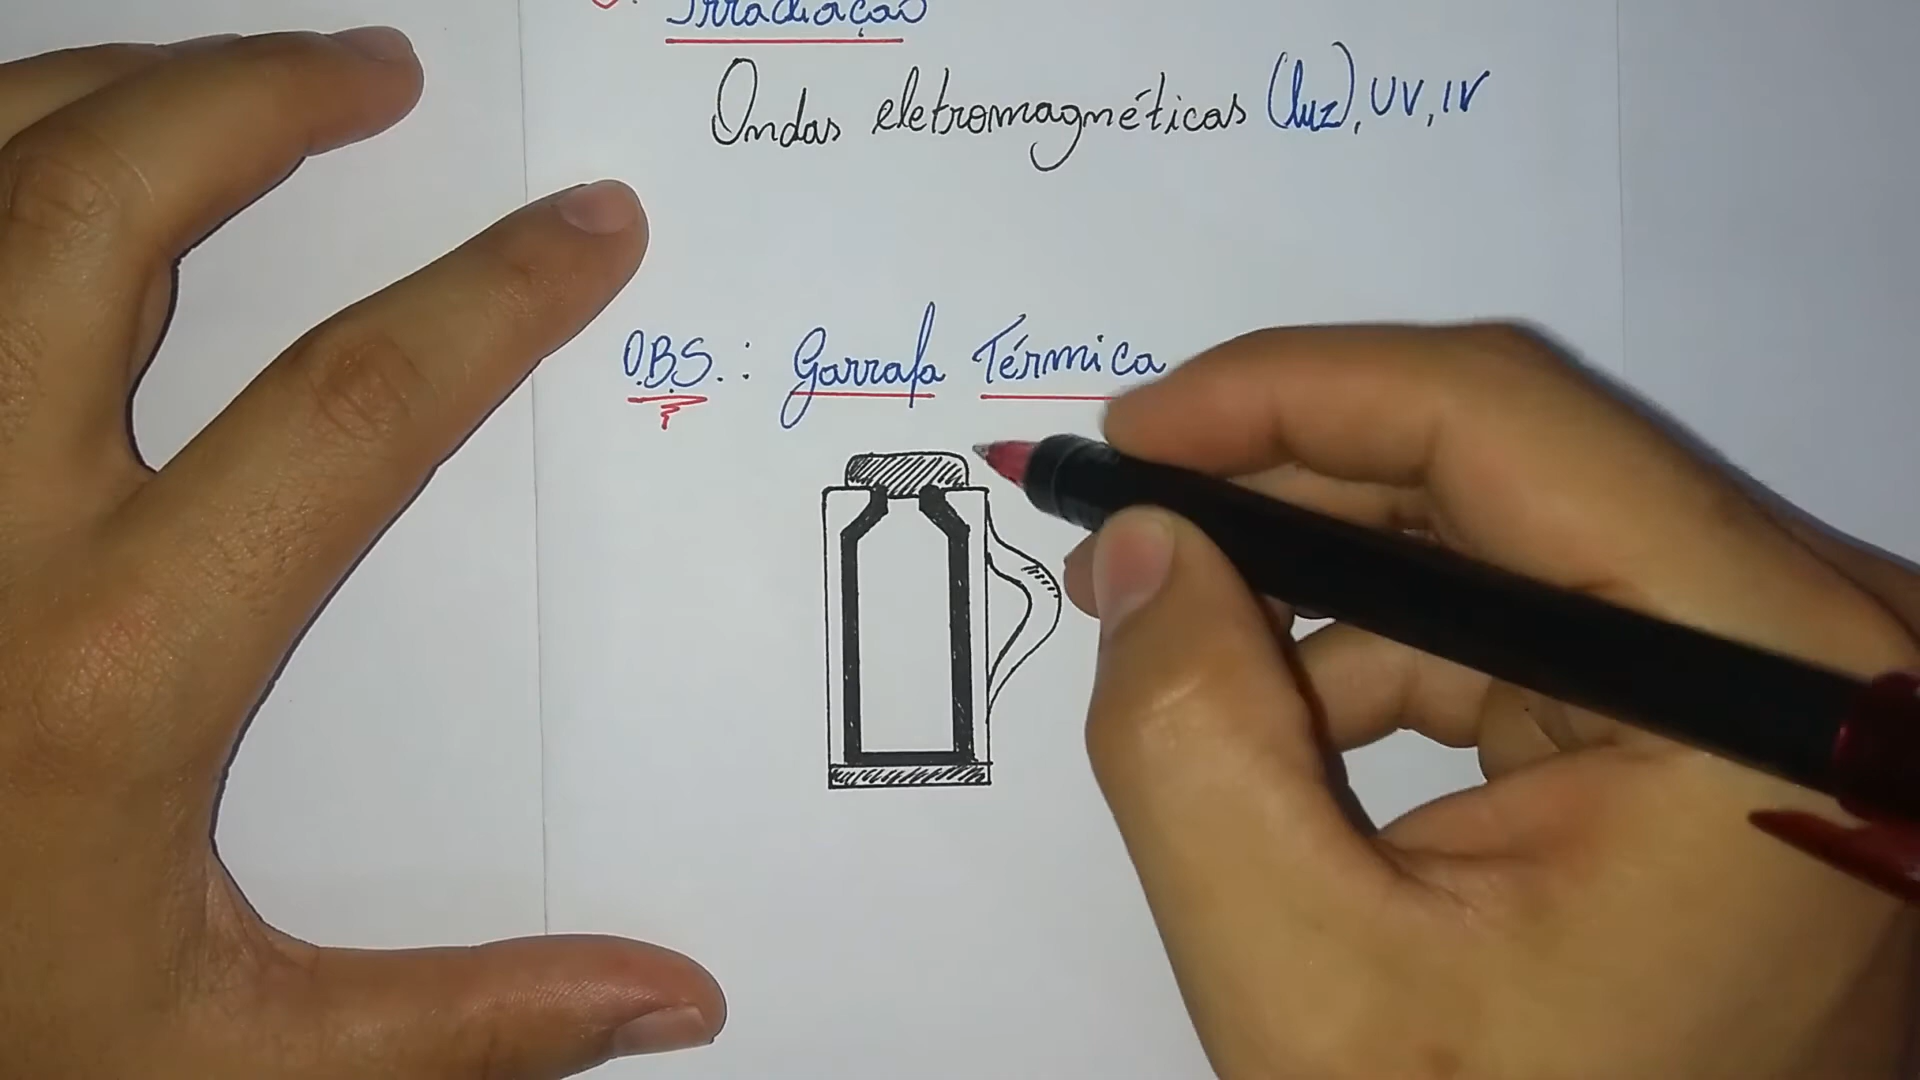 Irradiação
Ondas eletromagnéticas (luz), UV, IV
O.B.S.: Garrafa Térmica